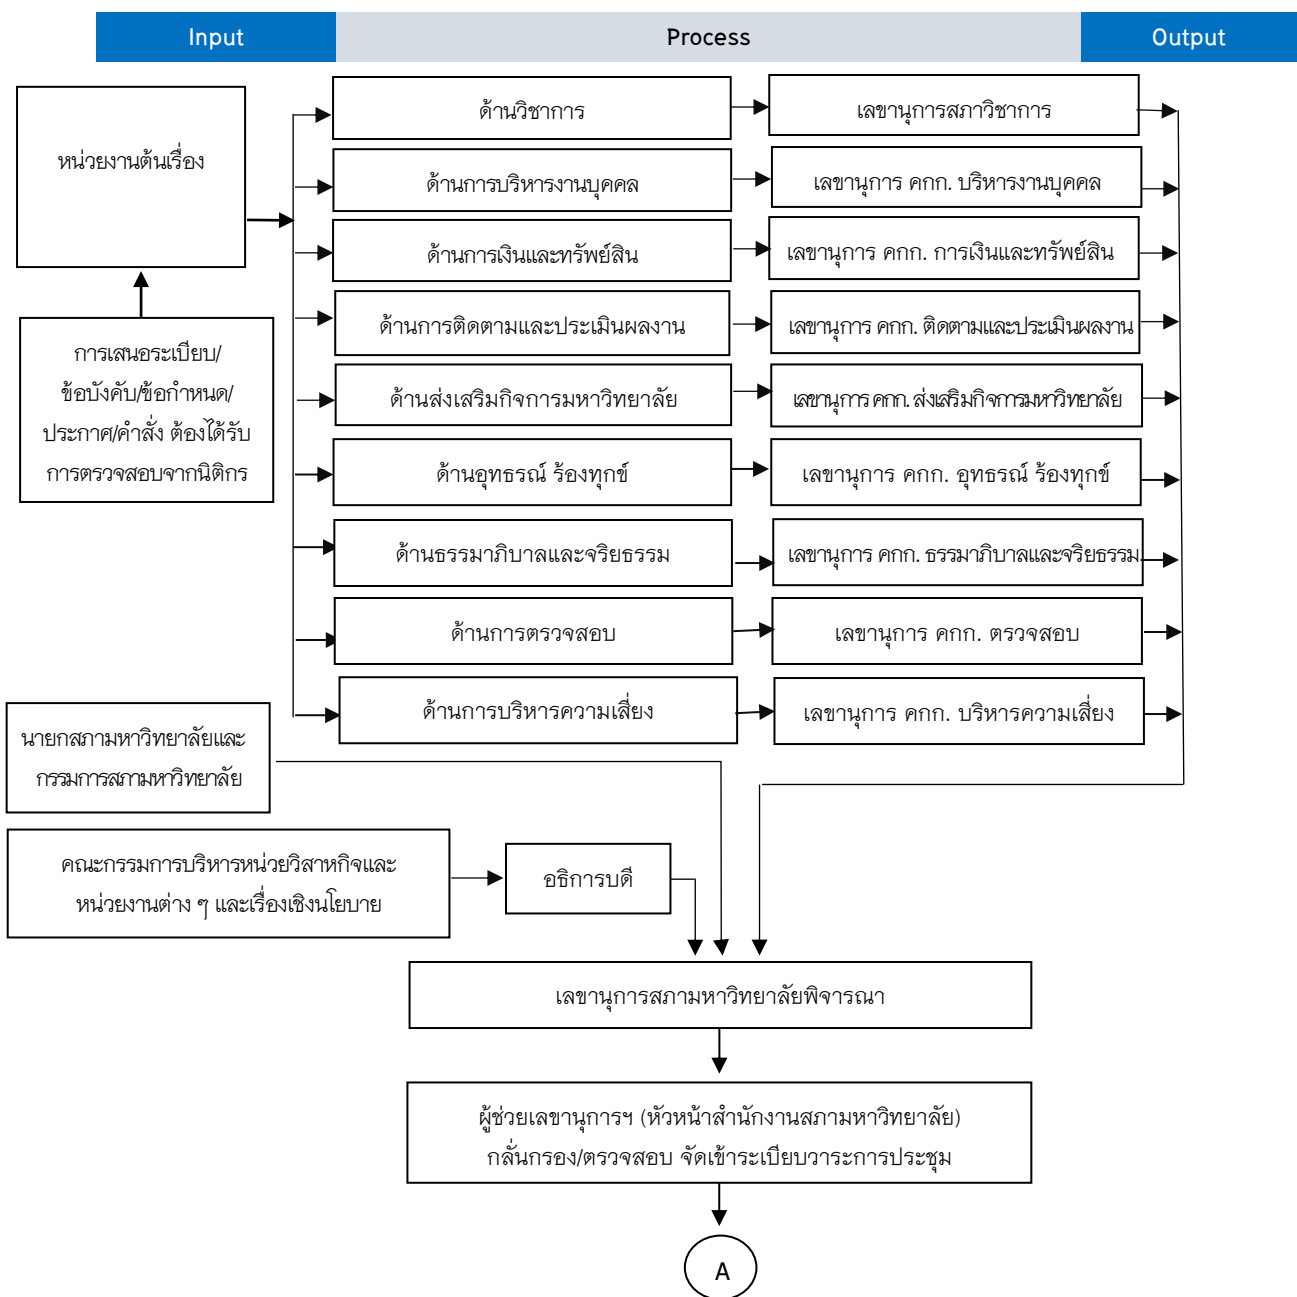 Input
Process
Output
หน่วยงานต้นเรื่อง
การเสนอระเบียบ/
ข้อบังคับ/ข้อกำหนด/
ประกาศ/คำสั่ง ต้องได้รับ
การตรวจสอบจากนิติกร
ด้านวิชาการ
เลขานุการสภาวิชาการ
ด้านการบริหารงานบุคคล
เลขานุการ คกก. บริหารงานบุคคล
ด้านการเงินและทรัพย์สิน
เลขานุการ คกก. การเงินและทรัพย์สิน
ด้านการติดตามและประเมินผลงาน
เลขานุการ คกก. ติดตามและประเมินผลงาน
ด้านส่งเสริมกิจการมหาวิทยาลัย
เลขานุการ คกก. ส่งเสริมกิจการมหาวิทยาลัย
ด้านอุทธรณ์ ร้องทุกข์
เลขานุการ คกก. อุทธรณ์ ร้องทุกข์
ด้านธรรมาภิบาลและจริยธรรม
เลขานุการ คกก. ธรรมาภิบาลและจริยธรรม
ด้านการตรวจสอบ
เลขานุการ คกก. ตรวจสอบ
ด้านการบริหารความเสี่ยง
เลขานุการ คกก. บริหารความเสี่ยง
นายกสภามหาวิทยาลัยและ
กรรมการสภามหาวิทยาลัย
คณะกรรมการบริหารหน่วยวิสาหกิจและ
หน่วยงานต่าง ๆ และเรื่องเชิงนโยบาย
อธิการบดี
เลขานุการสภามหาวิทยาลัยพิจารณา
ผู้ช่วยเลขานุการฯ (หัวหน้าสำนักงานสภามหาวิทยาลัย)
กลั่นกรอง/ตรวจสอบ จัดเข้าระเบียบวาระการประชุม
A